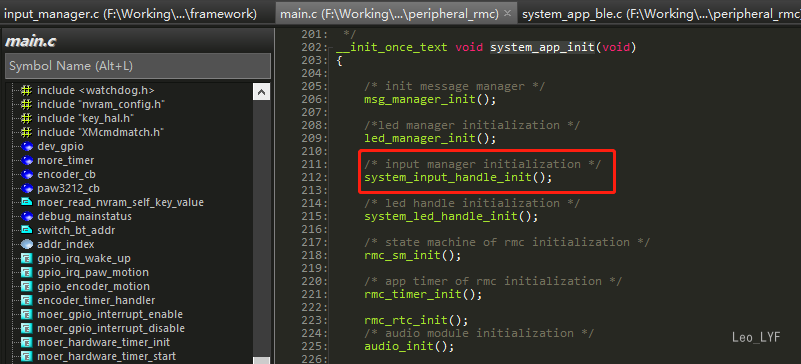 input_manager.c (F:\Working\...\framework)
main.c (F:\Working\...\peripheral_rmc)
system_app_ble.c (F:\Working\...\peripheral_rmc)
main.c
Symbol Name (Alt+L)
include <watchdog.h>
include "nvram_config.h"
include "key_hal.h"
include "XMcmdmatch.h"
dev_gpio
more_timer
encoder_cb
paw3212_cb
moer_read_nvram_self_key_value
debug_mainstatus
switch_bt_addr
addr_index
gpio_irq_wake_up
gpio_irq_paw_motion
gpio_encoder_motion
encoder_timer_handler
moer_gpio_interrupt_enable
moer_gpio_interrupt_disable
moer_hardware_timer_init
moer_hardware_timer_start
201: */
202: __init_once_text void system_app_init(void)
203: {
204:
205: /* init message manager */
206: msg_manager_init();
207:
208: /*led manager initialization */
209: led_manager_init();
210:
211: /* input manager initialization */
212: system_input_handle_init();
213:
214: /* led handle initialization */
215: system_led_handle_init();
216:
217: /* state machine of rmc initialization */
218: rmc_sm_init();
219:
220: /* app timer of rmc initialization */
221: rmc_timer_init();
222:
223: rmc_rtc_init();
224: /* audio module initialization */
225: audio_init();
226:
Leo_LYF